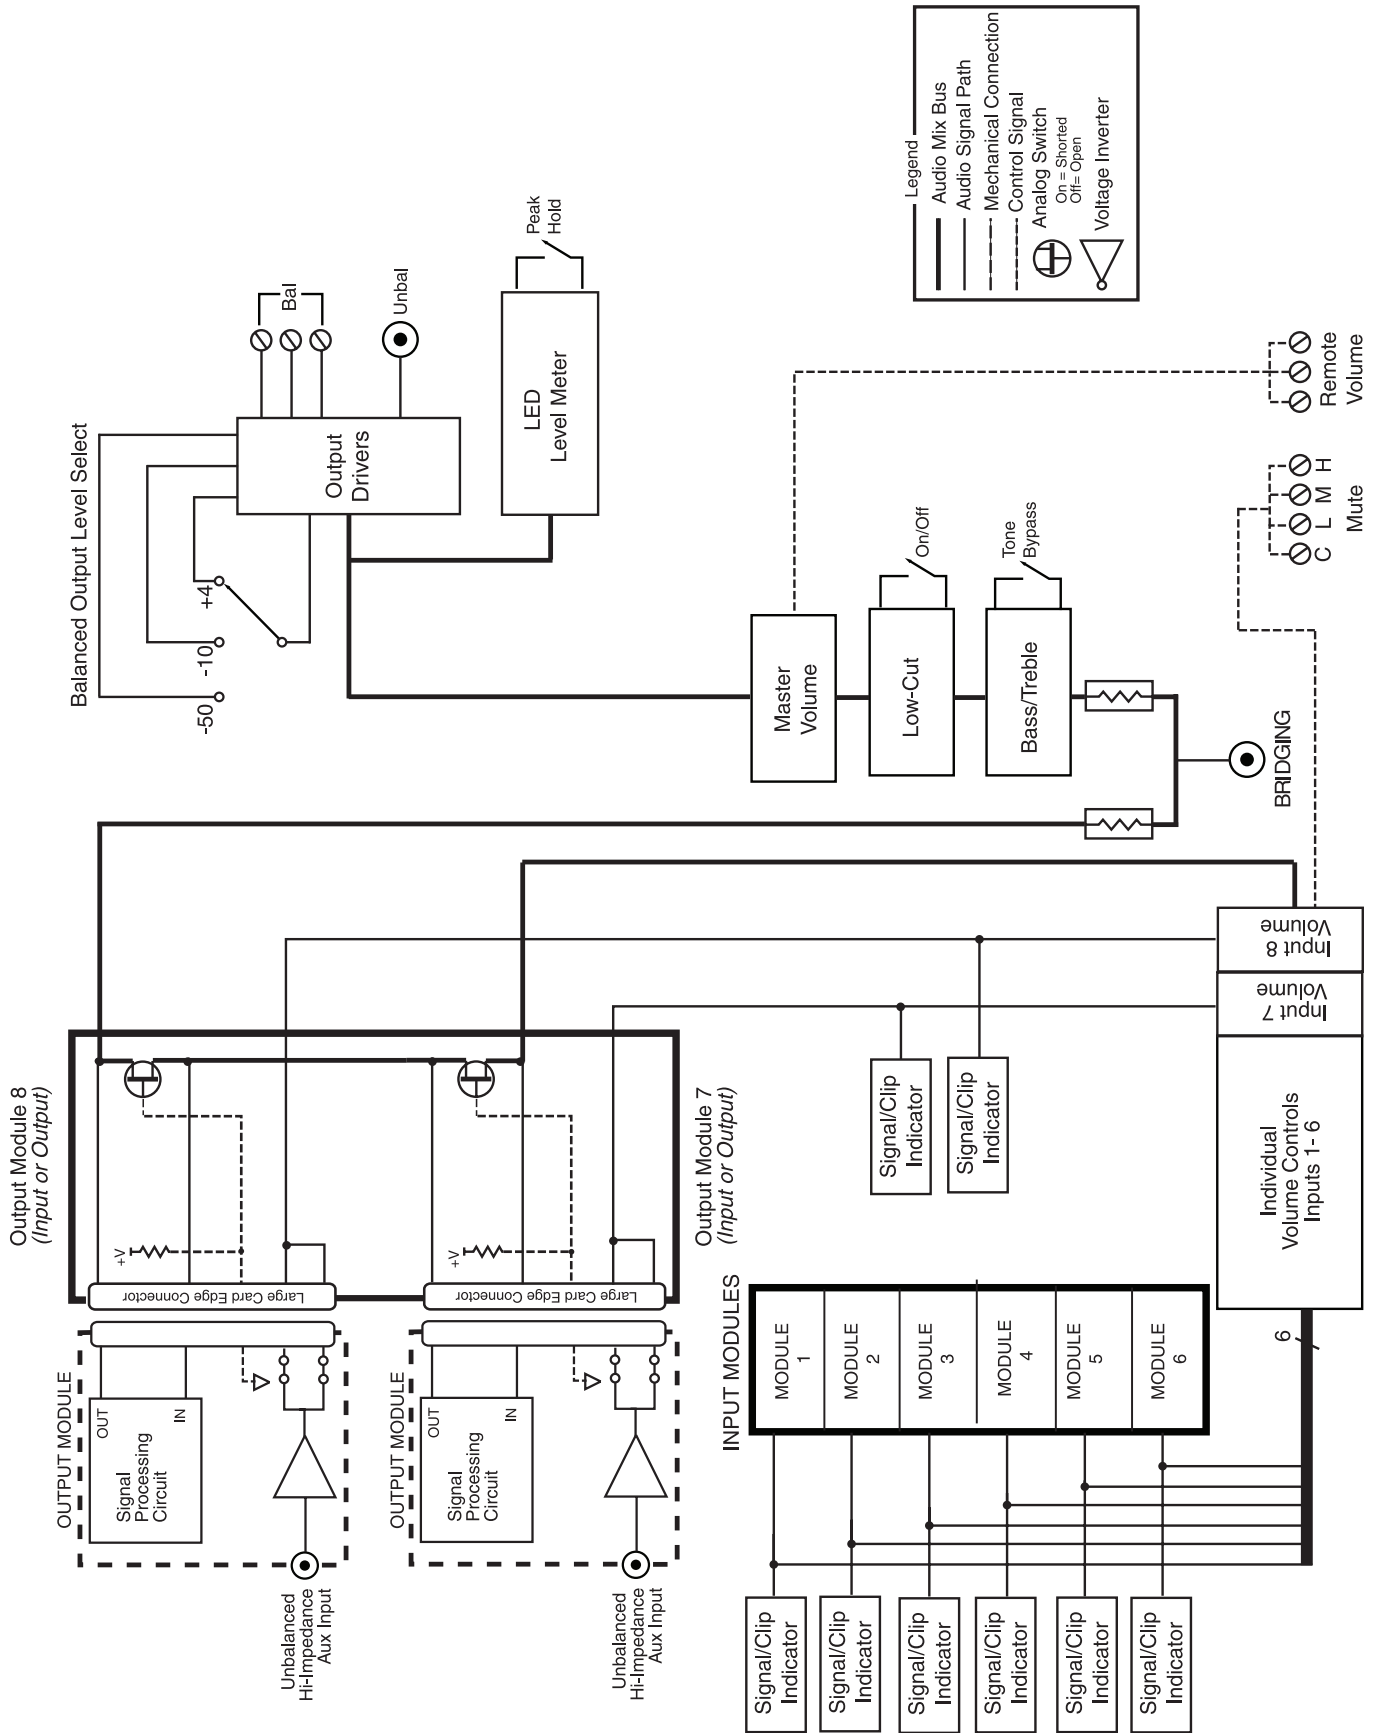 Unbalanced
Hi-Impedance
Aux Input
OUTPUT MODULE
Signal
Processing
Circuit
OUT
IN
Large Card Edge Connector
Output Module 8
(Input or Output)
+V
Unbalanced
Hi-Impedance
Aux Input
OUTPUT MODULE
Signal
Processing
Circuit
OUT
IN
Large Card Edge Connector
Output Module 7
(Input or Output)
+V
Balanced Output Level Select
-50
-10
+4
Output
Drivers
Bal
Unbal
LED
Level Meter
Peak
Hold
INPUT MODULES
MODULE
1
MODULE
2
MODULE
3
MODULE
4
MODULE
5
MODULE
6
Signal/Clip
Indicator
Signal/Clip
Indicator
Signal/Clip
Indicator
Signal/Clip
Indicator
Signal/Clip
Indicator
Signal/Clip
Indicator
Signal/Clip
Indicator
Signal/Clip
Indicator
6
Individual
Volume Controls
Inputs 1- 6
Input 7
Volume
Input 8
Volume
Master
Volume
Low-Cut
On/Off
Bass/Treble
Tone
Bypass
BRIDGING
C
L
M
H
Mute
Remote
Volume
Legend
Audio Mix Bus
Audio Signal Path
Mechanical Connection
Control Signal
Analog Switch
On = Shorted
Off= Open
Voltage Inverter